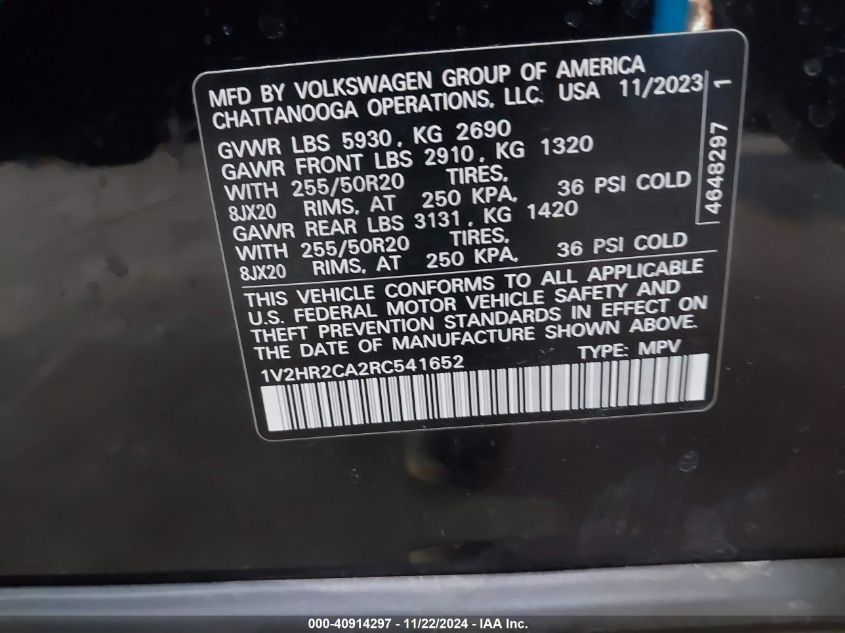 MFD BY VOLKSWAGEN GROUP OF AMERICA
CHATTANOOGA OPERATIONS, LLC. USA 11/2023
GVWR LBS 5930, KG 2690
GAWR FRONT LBS 2910, KG 1320
WITH 255/50R20 TIRES,
8JX20 RIMS, AT 250 KPA, 36 PSI COLD
GAWR REAR LBS 3131, KG 1420
WITH 255/50R20 TIRES,
8JX20 RIMS, AT 250 KPA, 36 PSI COLD
THIS VEHICLE CONFORMS TO ALL APPLICABLE
U.S. FEDERAL MOTOR VEHICLE SAFETY AND
THEFT PREVENTION STANDARDS IN EFFECT ON
THE DATE OF MANUFACTURE SHOWN ABOVE.
1V2HR2CA2RC541652 TYPE: MPV
4648297 1
000-40914297 - 11/22/2024 - IAA Inc.